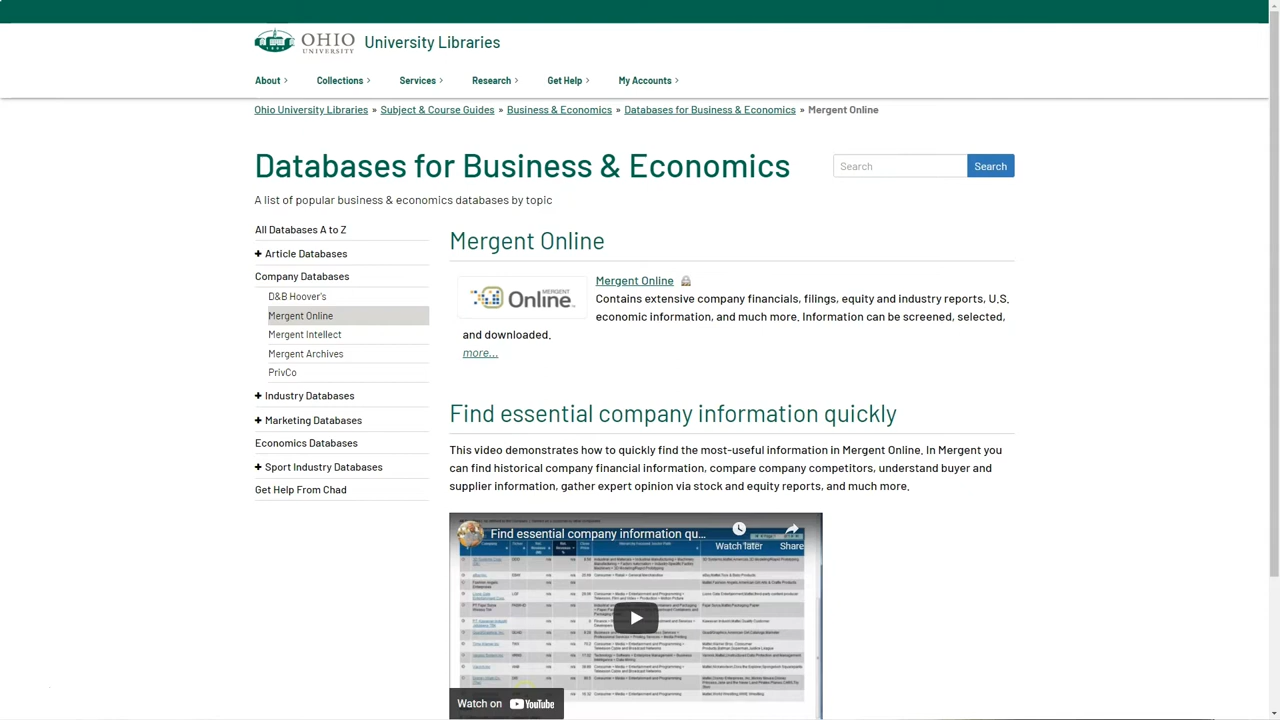 OHIO UNIVERSITY University Libraries
About Collections Services Research Get Help My Accounts
Ohio University Libraries » Subject & Course Guides » Business & Economics » Databases for Business & Economics » Mergent Online
Databases for Business & Economics
Search Search
A list of popular business & economics databases by topic
All Databases A to Z
+ Article Databases
Company Databases
D&B Hoover's
Mergent Online
Mergent Intellect
Mergent Archives
PrivCo
+ Industry Databases
+ Marketing Databases
Economics Databases
+ Sport Industry Databases
Get Help From Chad
Mergent Online
MERGENT Online
Mergent Online
Contains extensive company financials, filings, equity and industry reports, U.S.
economic information, and much more. Information can be screened, selected,
and downloaded.
more...
Find essential company information quickly
This video demonstrates how to quickly find the most-useful information in Mergent Online. In Mergent you
can find historical company financial information, compare company competitors, understand buyer and
supplier information, gather expert opinion via stock and equity reports, and much more.
Find essential company information qu...
Watch later Share
Watch on YouTube